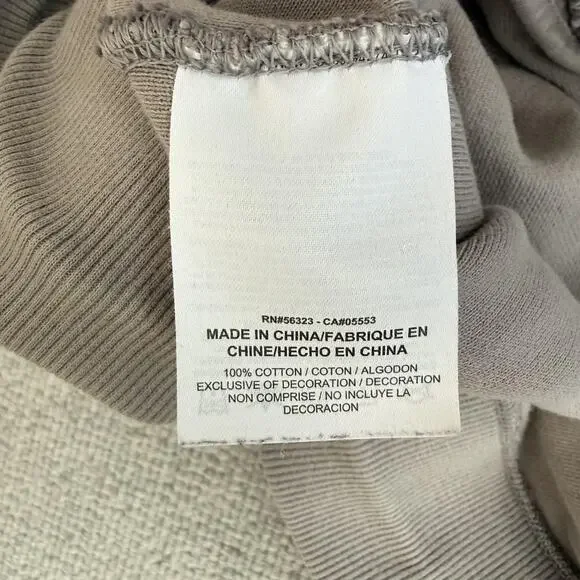 RN#56323 - CA#05553
MADE IN CHINA/FABRIQUE EN
CHINE/HECHO EN CHINA
100% COTTON / COTON / ALGODON
EXCLUSIVE OF DECORATION / DECORATION
NON COMPRISE / NO INCLUYE LA
DECORACION